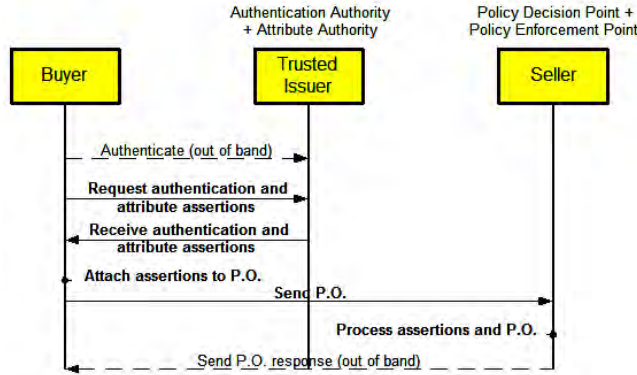 Authentication Authority
+ Attribute Authority
Policy Decision Point +
Policy Enforcement Point
Buyer
Trusted
Issuer
Seller
Authenticate (out of band)
Request authentication and
attribute assertions
Receive authentication and
attribute assertions
Attach assertions to P.O.
Send P.O.
Process assertions and P.O.
Send P.O. response (out of band)